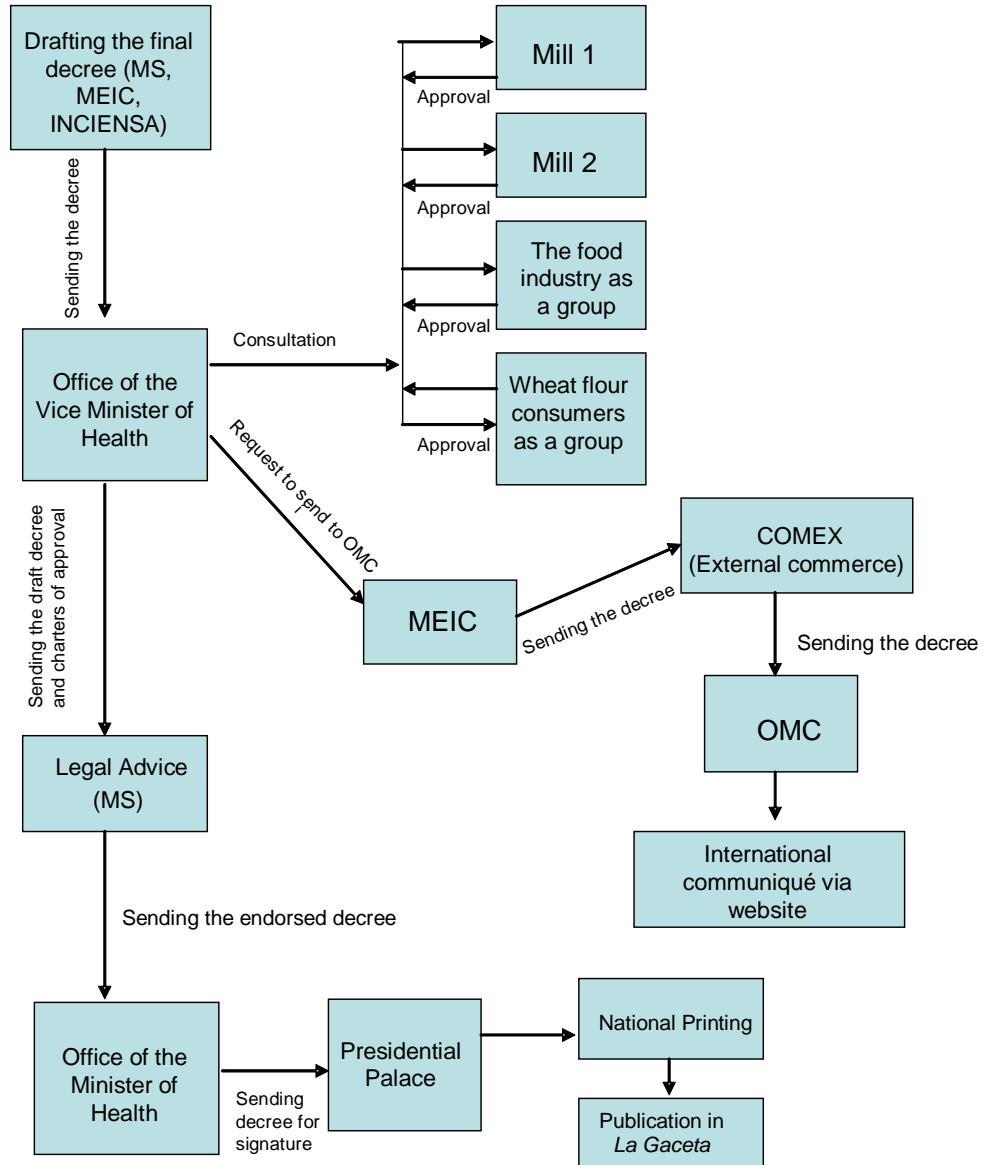 Drafting the final
decree (MS,
MEIC,
INCIENSA)
Sending the decree
Mill 1
Approval
Mill 2
Approval
The food
industry as
a group
Approval
Wheat flour
consumers
as a group
Approval
Consultation
Office of the
Vice Minister of
Health
Request to send to OMC
MEIC
Sending the decree
COMEX
(External commerce)
Sending the decree
OMC
International
communiqué via
website
Sending the draft decree
and charters of approval
Legal Advice
(MS)
Sending the endorsed decree
Office of the
Minister of
Health
Sending
decree for
signature
Presidential
Palace
National Printing
Publication in
La Gaceta